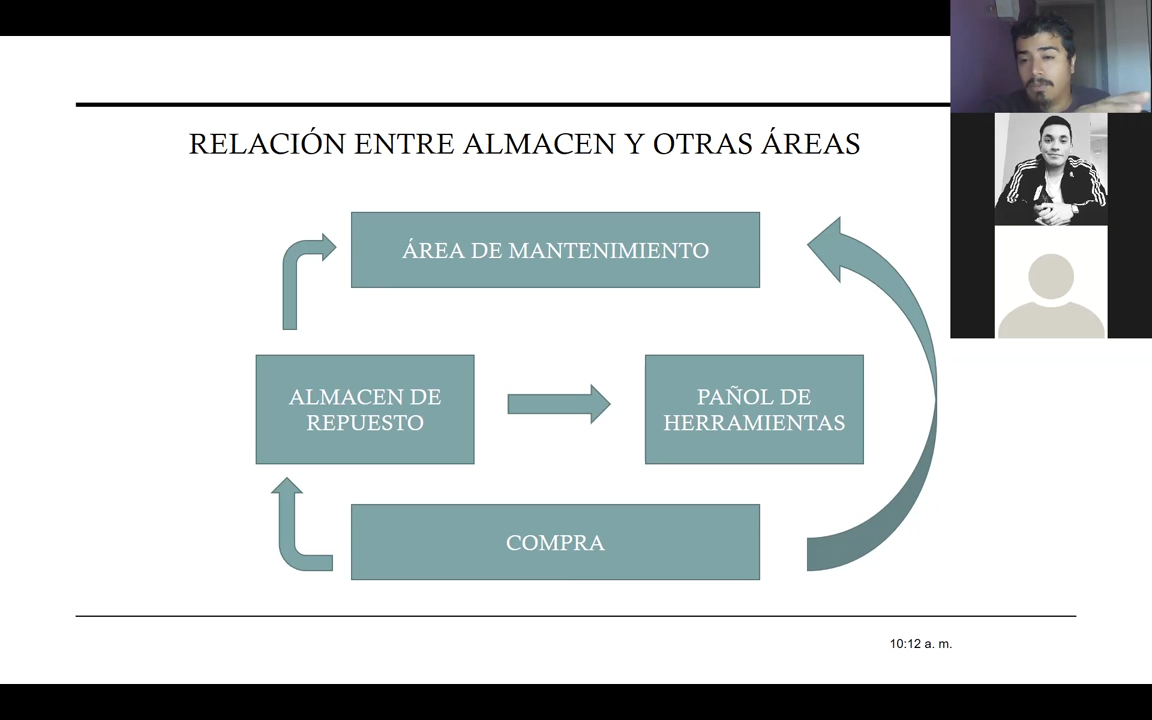 RELACIÓN ENTRE ALMACEN Y OTRAS ÁREAS
ÁREA DE MANTENIMIENTO
ALMACEN DE
REPUESTO
PAÑOL DE
HERRAMIENTAS
COMPRA
10:12 a. m.